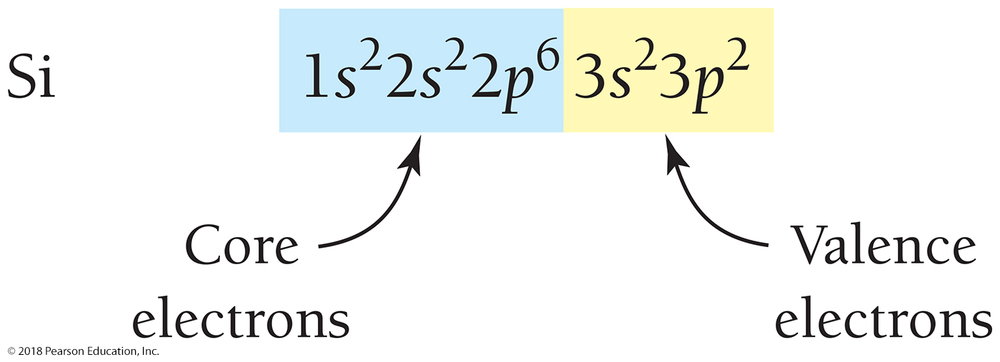 Si 1s²2s²2p⁶ 3s²3p²
Core electrons
Valence electrons
© 2018 Pearson Education, Inc.